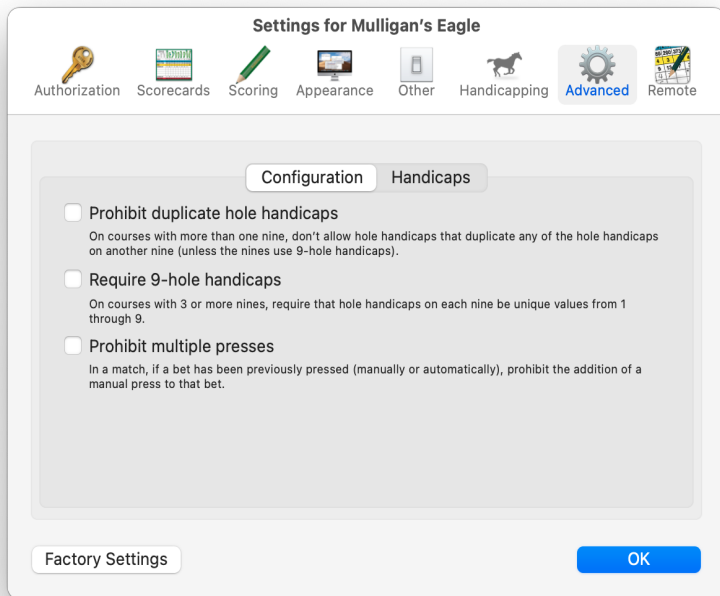 Settings for Mulligan’s Eagle
Authorization Scorecards Scoring Appearance Other Handicapping Advanced Remote
Configuration Handicaps
Prohibit duplicate hole handicaps
On courses with more than one nine, don’t allow hole handicaps that duplicate any of the hole handicaps
on another nine (unless the nines use 9-hole handicaps).
Require 9-hole handicaps
On courses with 3 or more nines, require that hole handicaps on each nine be unique values from 1
through 9.
Prohibit multiple presses
In a match, if a bet has been previously pressed (manually or automatically), prohibit the addition of a
manual press to that bet.
Factory Settings OK